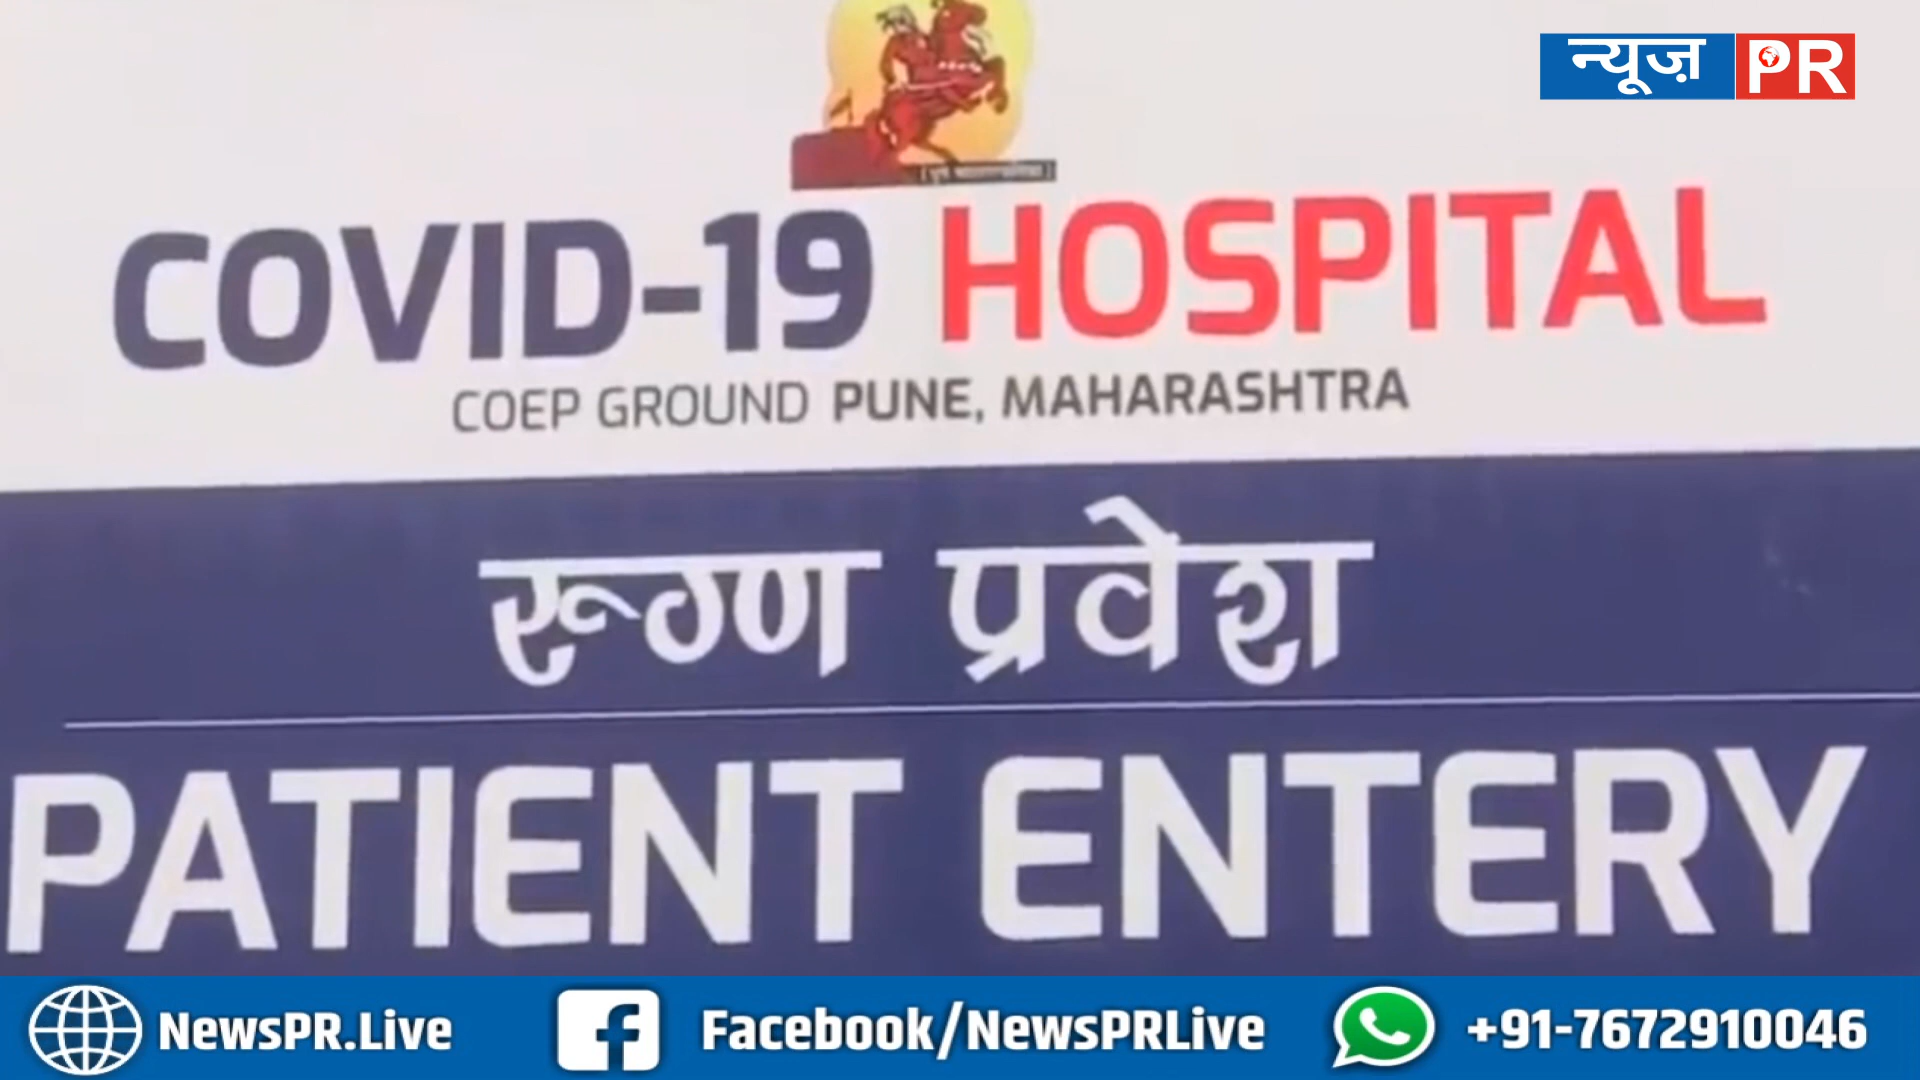 न्यूज़ PR
COVID-19 HOSPITAL
COEP GROUND PUNE, MAHARASHTRA
रूग्ण प्रवेश
PATIENT ENTERY
NewsPR.Live
Facebook/NewsPRLive
+91-7672910046